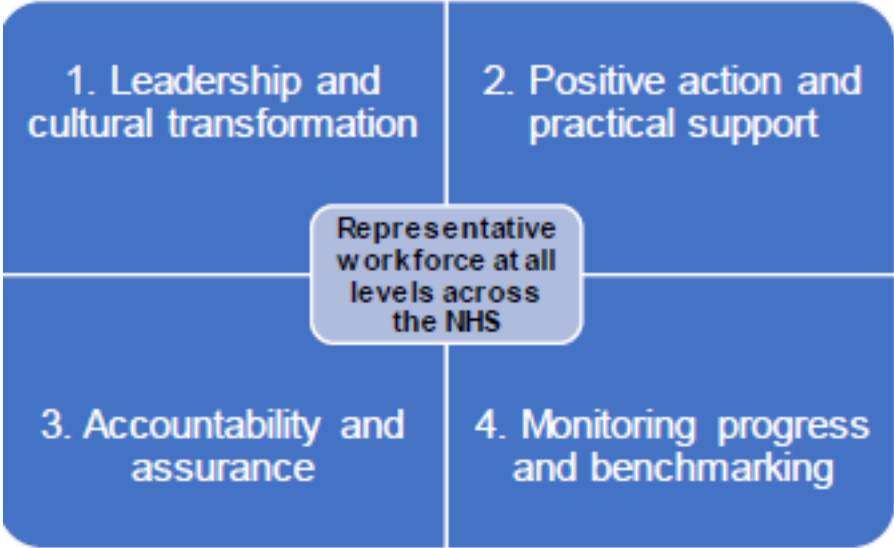 1. Leadership and
cultural transformation
2. Positive action and
practical support
Representative
workforce at all
levels across
the NHS
3. Accountability and
assurance
4. Monitoring progress
and benchmarking